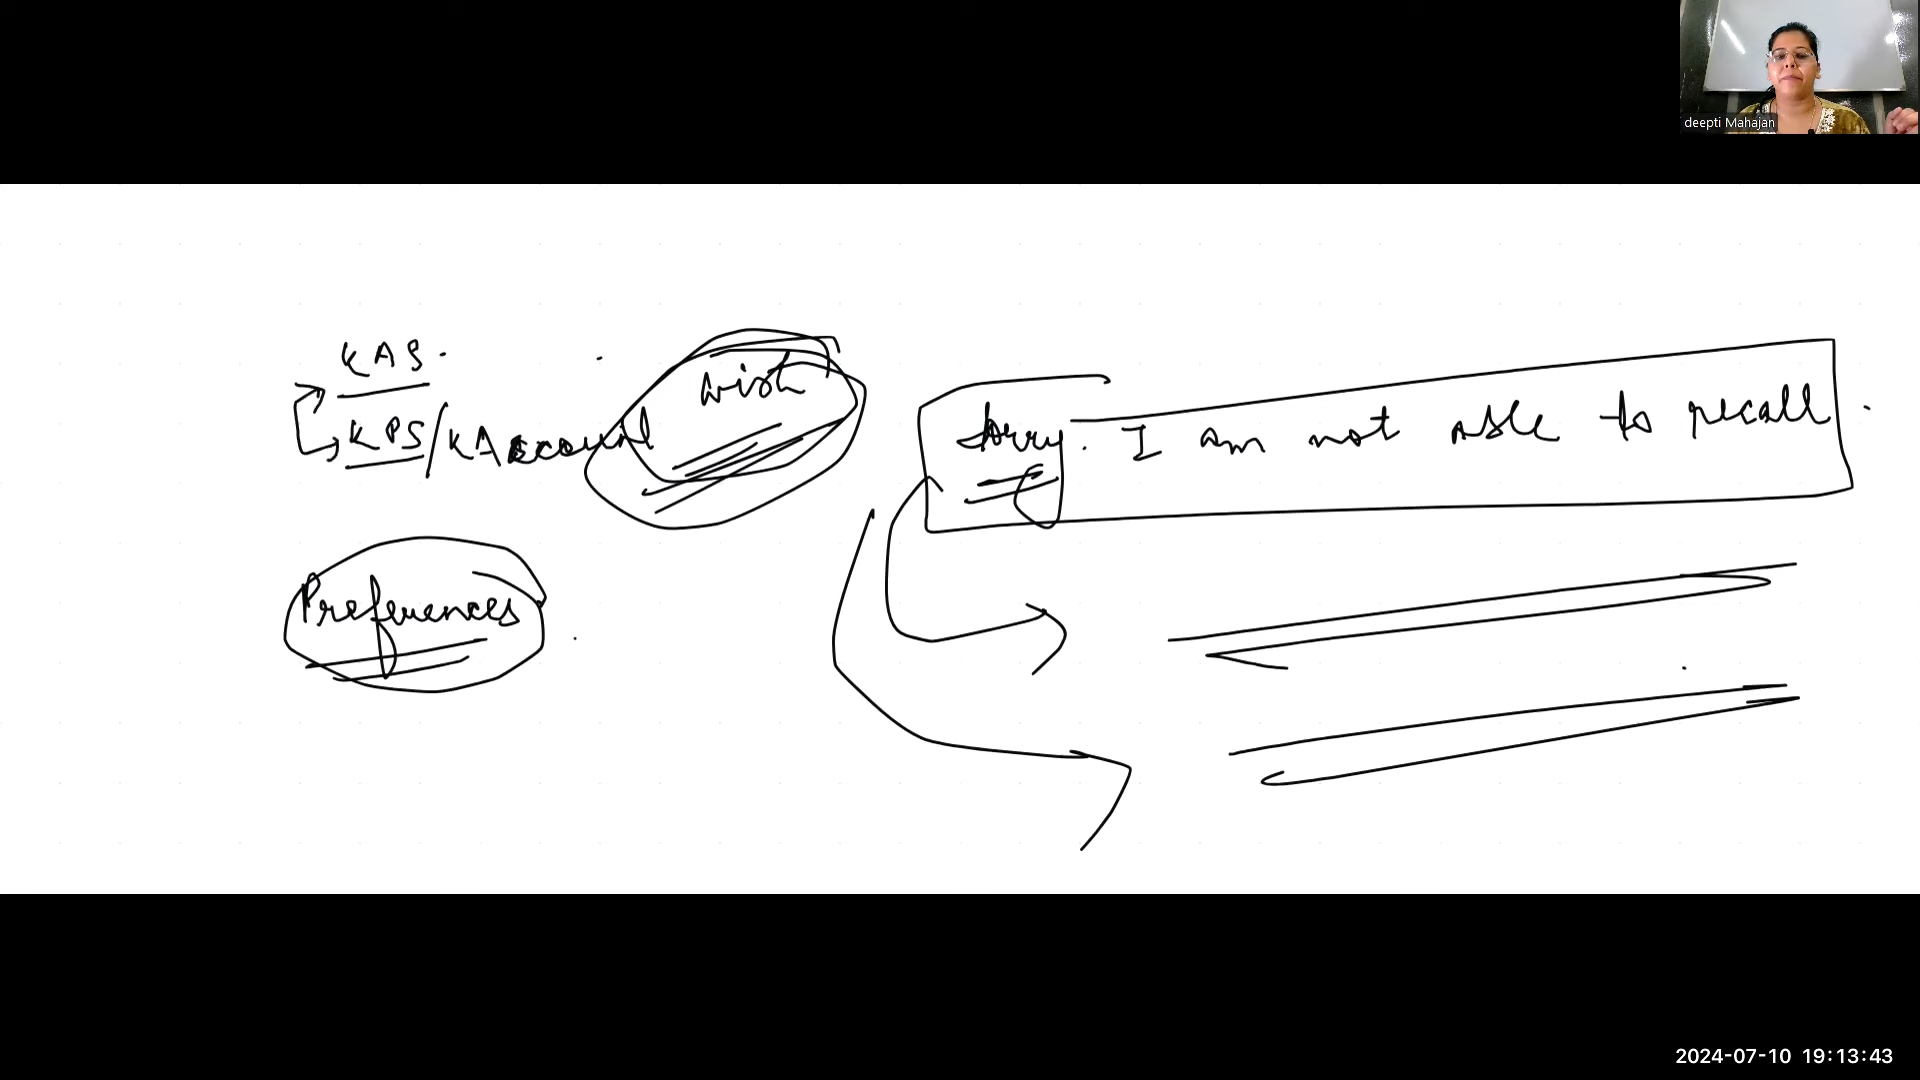 deepti Mahajan
KAS.
KPS/KAccount
wish
Sorry. I am not able to recall.
Preferences
2024-07-10 19:13:43